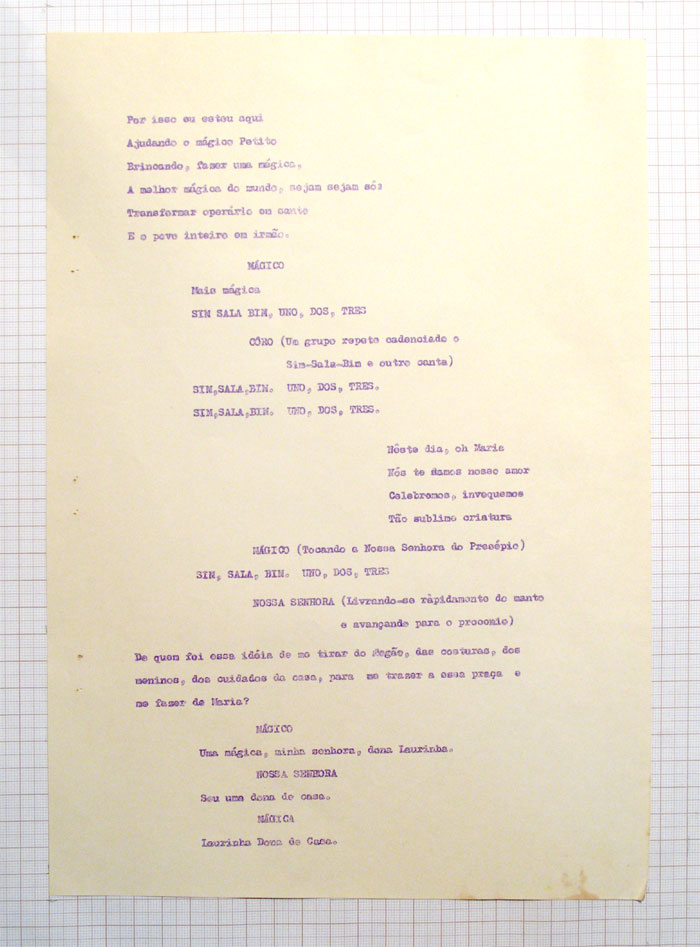 Por isso eu estou aqui
Ajudando o mágico Petito
Brincando, fazer uma mágica,
A melhor mágica do mundo, sejam sejam sós
Transformar operário em santo
E o povo inteiro em irmão.
MÁGICO
Mais mágica
SIM SALA BIM, UNO, DOS, TRES
CÔRO (Um grupo repete cadenciado o
Sim-Sala-Bim e outro canta)
SIM,SALA,BIM. UNO, DOS, TRES.
SIM,SALA,BIM. UNO, DOS, TRES.
Nêste dia, oh Maria
Nós te damos nosso amor
Celebremos, invoquemos
Tão sublime criatura
MÁGICO (Tocando a Nossa Senhora do Presépio)
SIM, SALA, BIM. UNO, DOS, TRES
NOSSA SENHORA (Livrando-se ràpidamente do manto
e avançando para o procenio)
De quem foi essa idéia de me tirar do fegão, das costuras, dos
meninos, dos cuidados da casa, para me trazer a essa praça e
me fazer de Maria?
MÁGICO
Uma mágica, minha senhora, dona Laurinha.
NOSSA SENHORA
Sou uma dona de casa.
MÁGICA
Laurinha Dona de Casa.